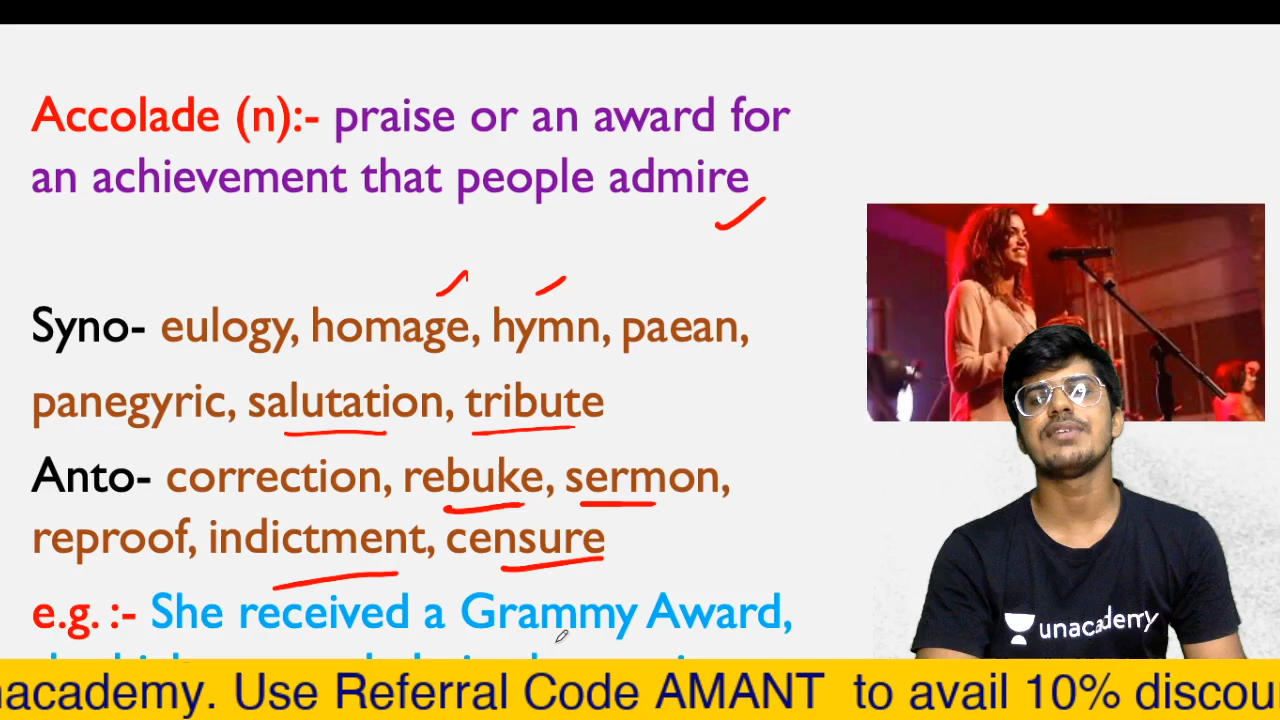 Accolade (n):- praise or an award for
an achievement that people admire
Syno- eulogy, homage, hymn, paean,
panegyric, salutation, tribute
Anto- correction, rebuke, sermon,
reproof, indictment, censure
e.g. :- She received a Grammy Award,
unacademy
nacademy. Use Referral Code AMANT to avail 10% discou